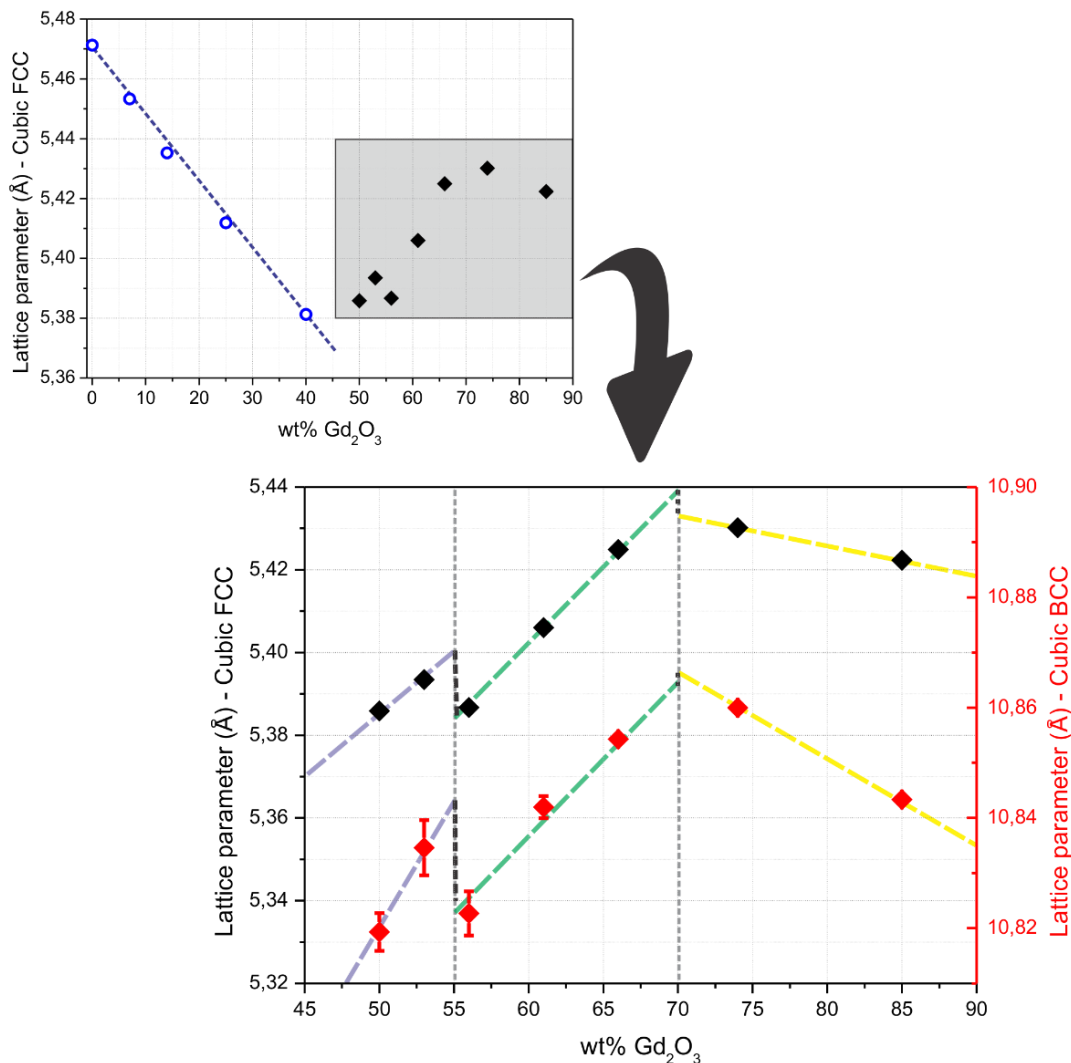 5,48
5,46
5,44
5,42
5,40
5,38
5,36
Lattice parameter (Å) - Cubic FCC
0 10 20 30 40 50 60 70 80 90
wt% Gd₂O₃
5,44
5,42
5,40
5,38
5,36
5,34
5,32
Lattice parameter (Å) - Cubic FCC
10,90
10,88
10,86
10,84
10,82
Lattice parameter (Å) - Cubic BCC
45 50 55 60 65 70 75 80 85 90
wt% Gd₂O₃